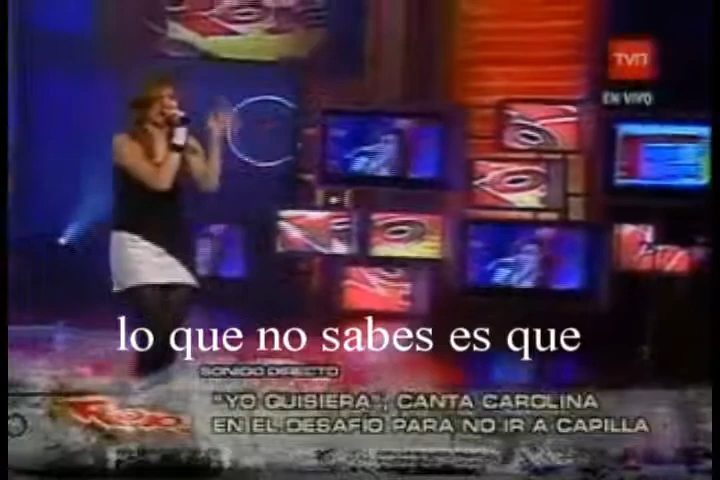 TVN
EN VIVO
lo que no sabes es que
SONIDO DIRECTO
"YO QUISIERA"; CANTA CAROLINA
EN EL DESAFÍO PARA NO IR A CAPILLA